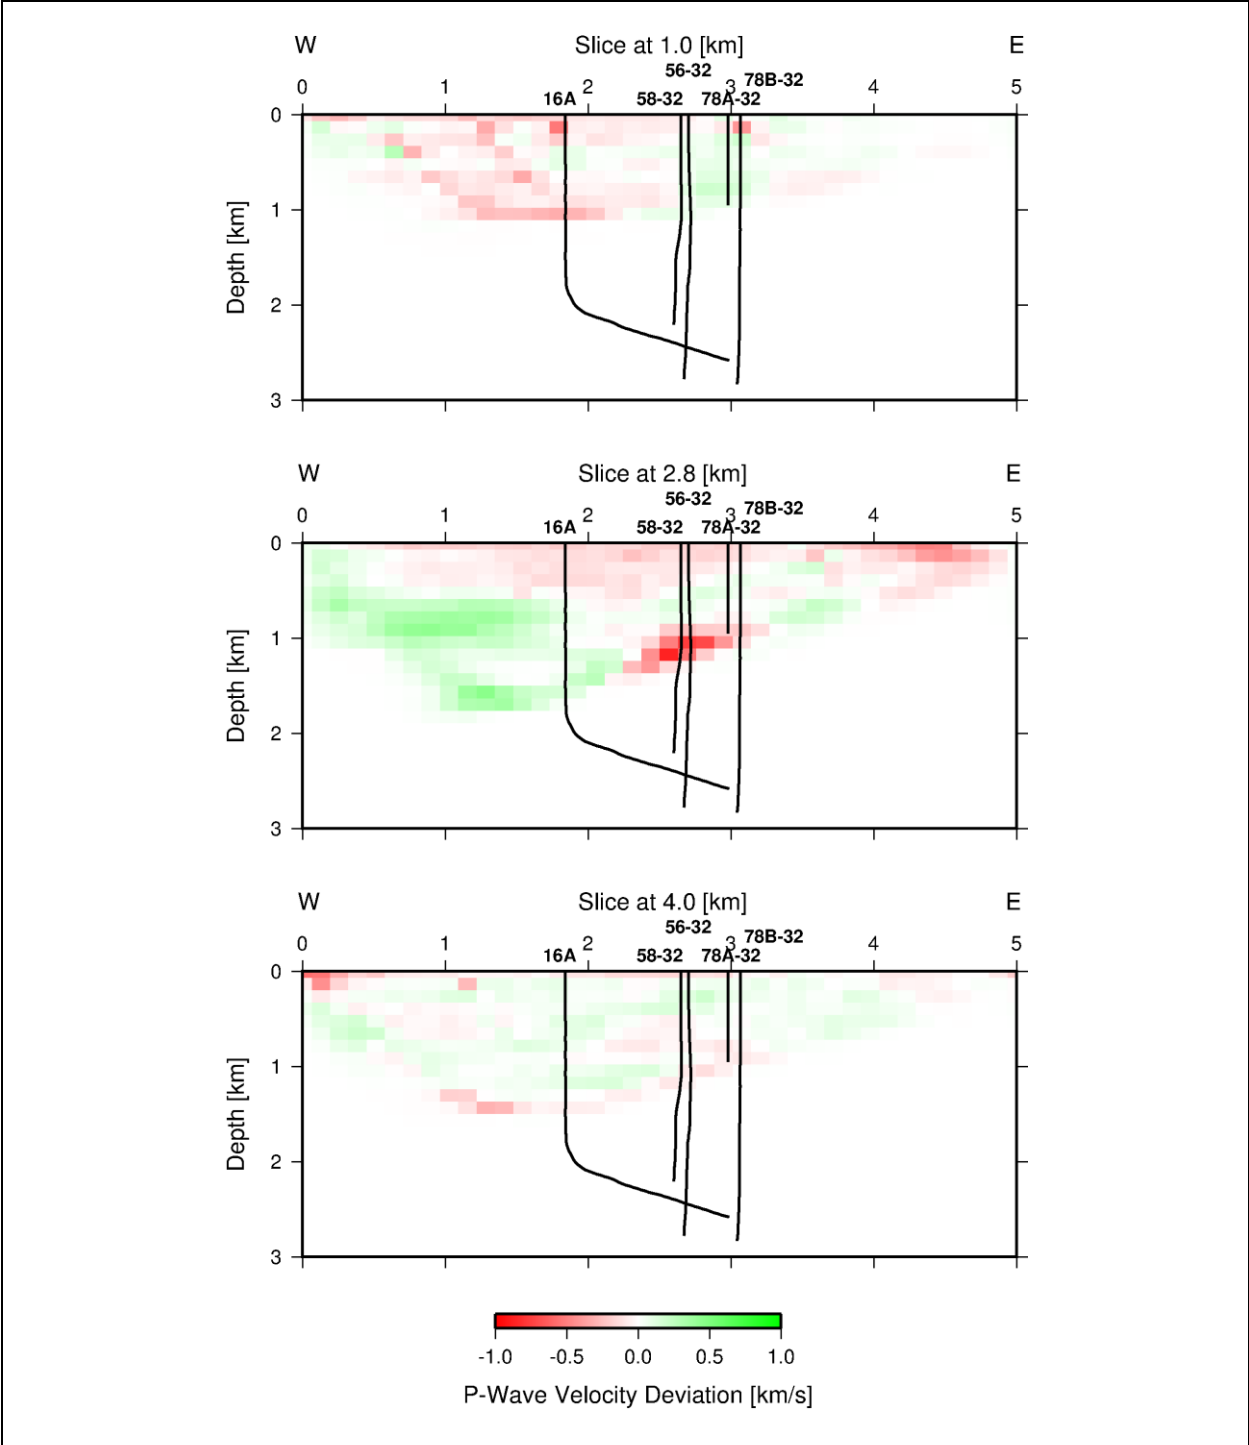 W Slice at 1.0 [km] E
56-32
0 1 2 3 78B-32 4 5
16A 58-32 78A-32
0
1
2
3
Depth [km]
W Slice at 2.8 [km] E
56-32
0 1 2 3 78B-32 4 5
16A 58-32 78A-32
0
1
2
3
Depth [km]
W Slice at 4.0 [km] E
56-32
0 1 2 3 78B-32 4 5
16A 58-32 78A-32
0
1
2
3
Depth [km]
-1.0 -0.5 0.0 0.5 1.0
P-Wave Velocity Deviation [km/s]